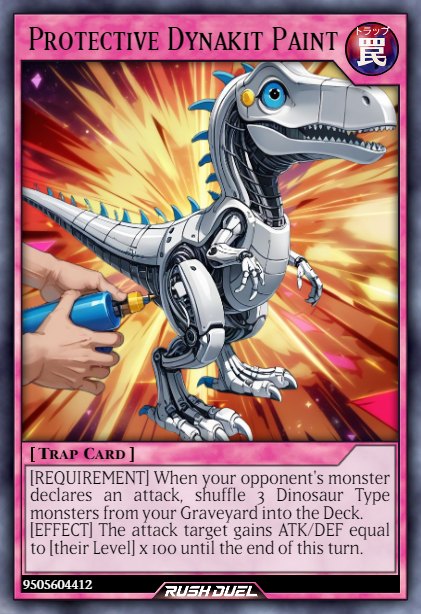 Protective Dynakit Paint
トラップ
罠
[ Trap Card ]
[REQUIREMENT] When your opponent's monster
declares an attack, shuffle 3 Dinosaur Type
monsters from your Graveyard into the Deck.
[EFFECT] The attack target gains ATK/DEF equal
to [their Level] x 100 until the end of this turn.
9505604412
RUSH DUEL